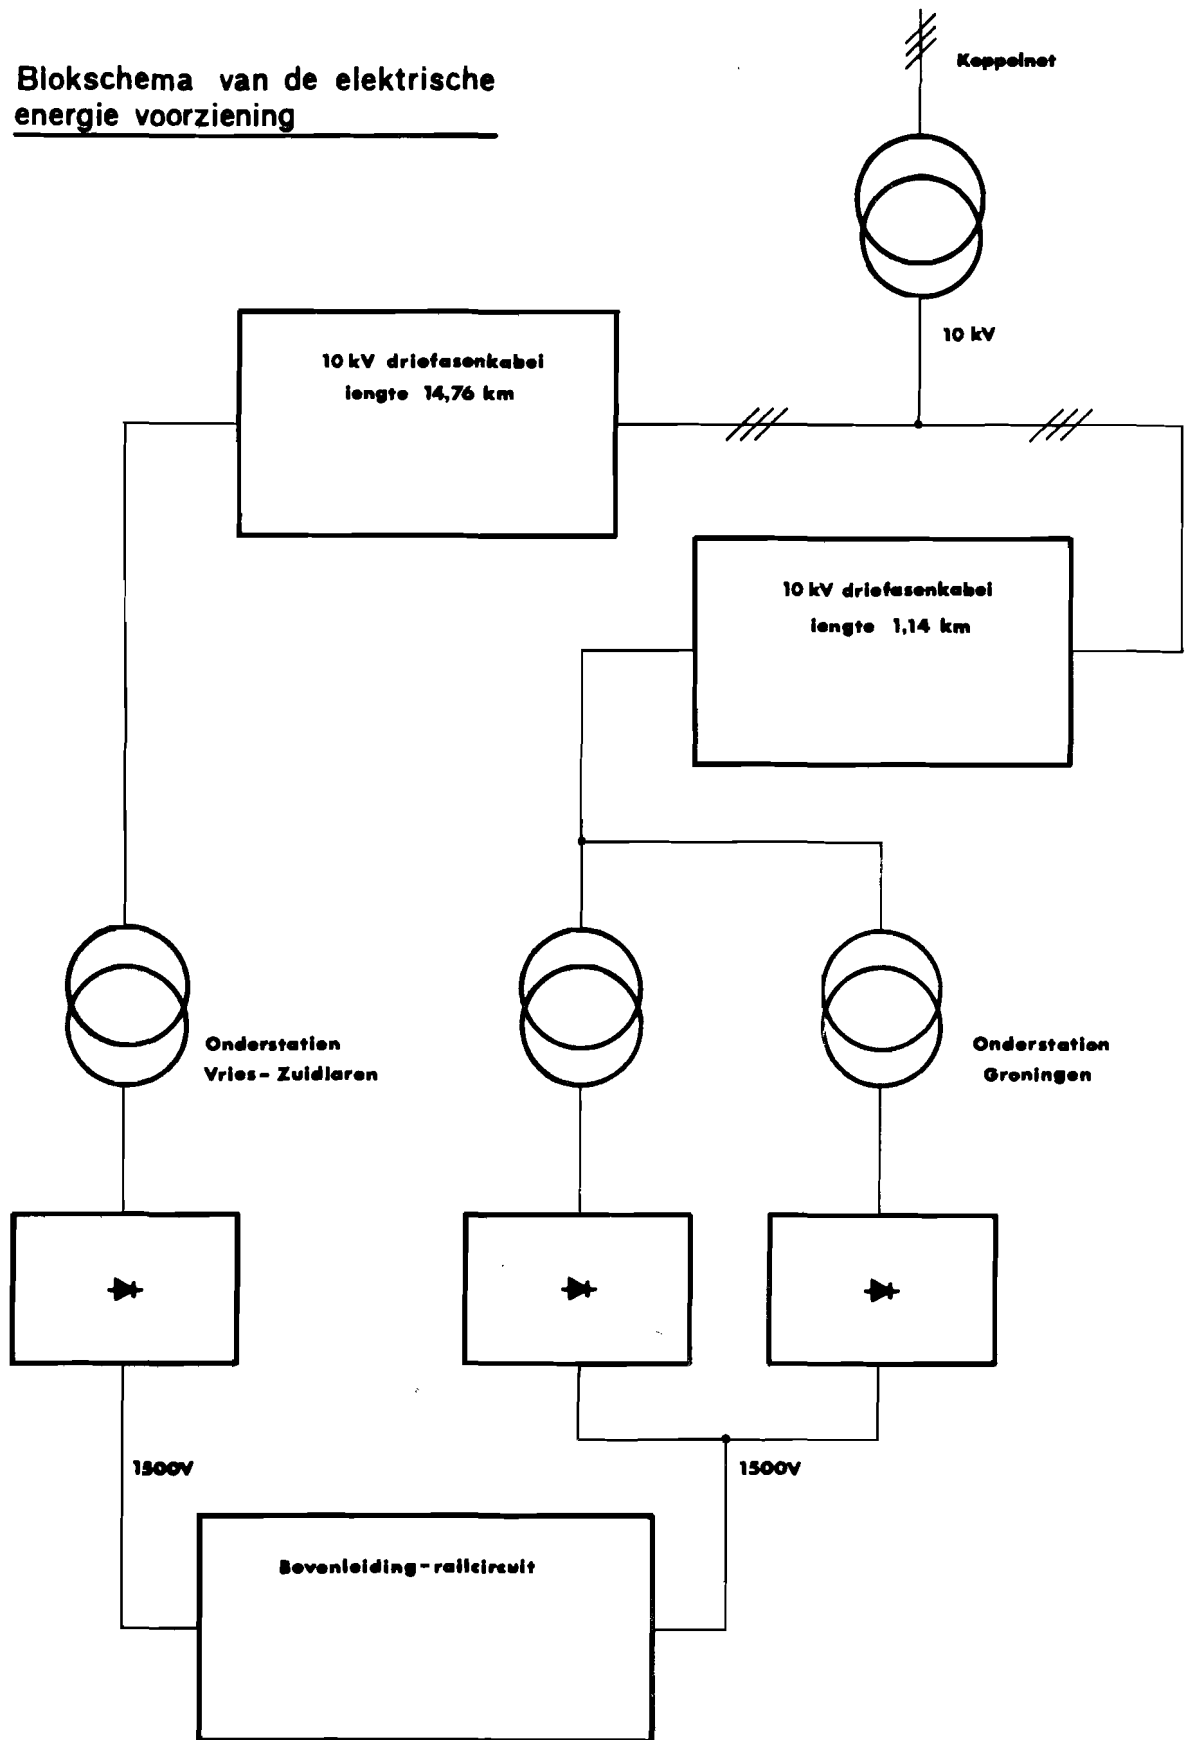 Blokschema van de elektrische
energie voorziening
Koppelnet
10 kV
10 kV driefasenkabel
lengte 14,76 km
10 kV driefasenkabel
lengte 1,14 km
Onderstation
Vries - Zuidlaren
Onderstation
Groningen
1500V
1500V
Bovenleiding - railcircuit